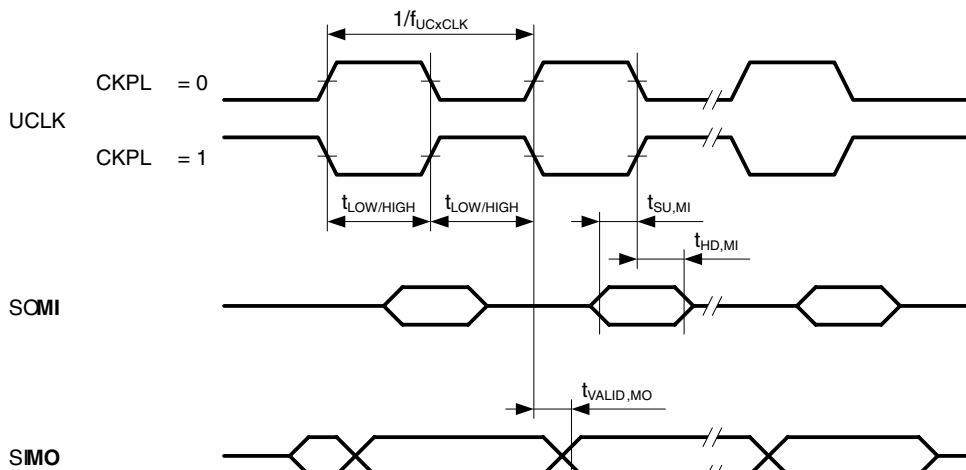 1/fUCxCLK
CKPL = 0
UCLK
CKPL = 1
tLOW/HIGH tLOW/HIGH tSU,MI
tHD,MI
SOMI
tVALID,MO
SIMO